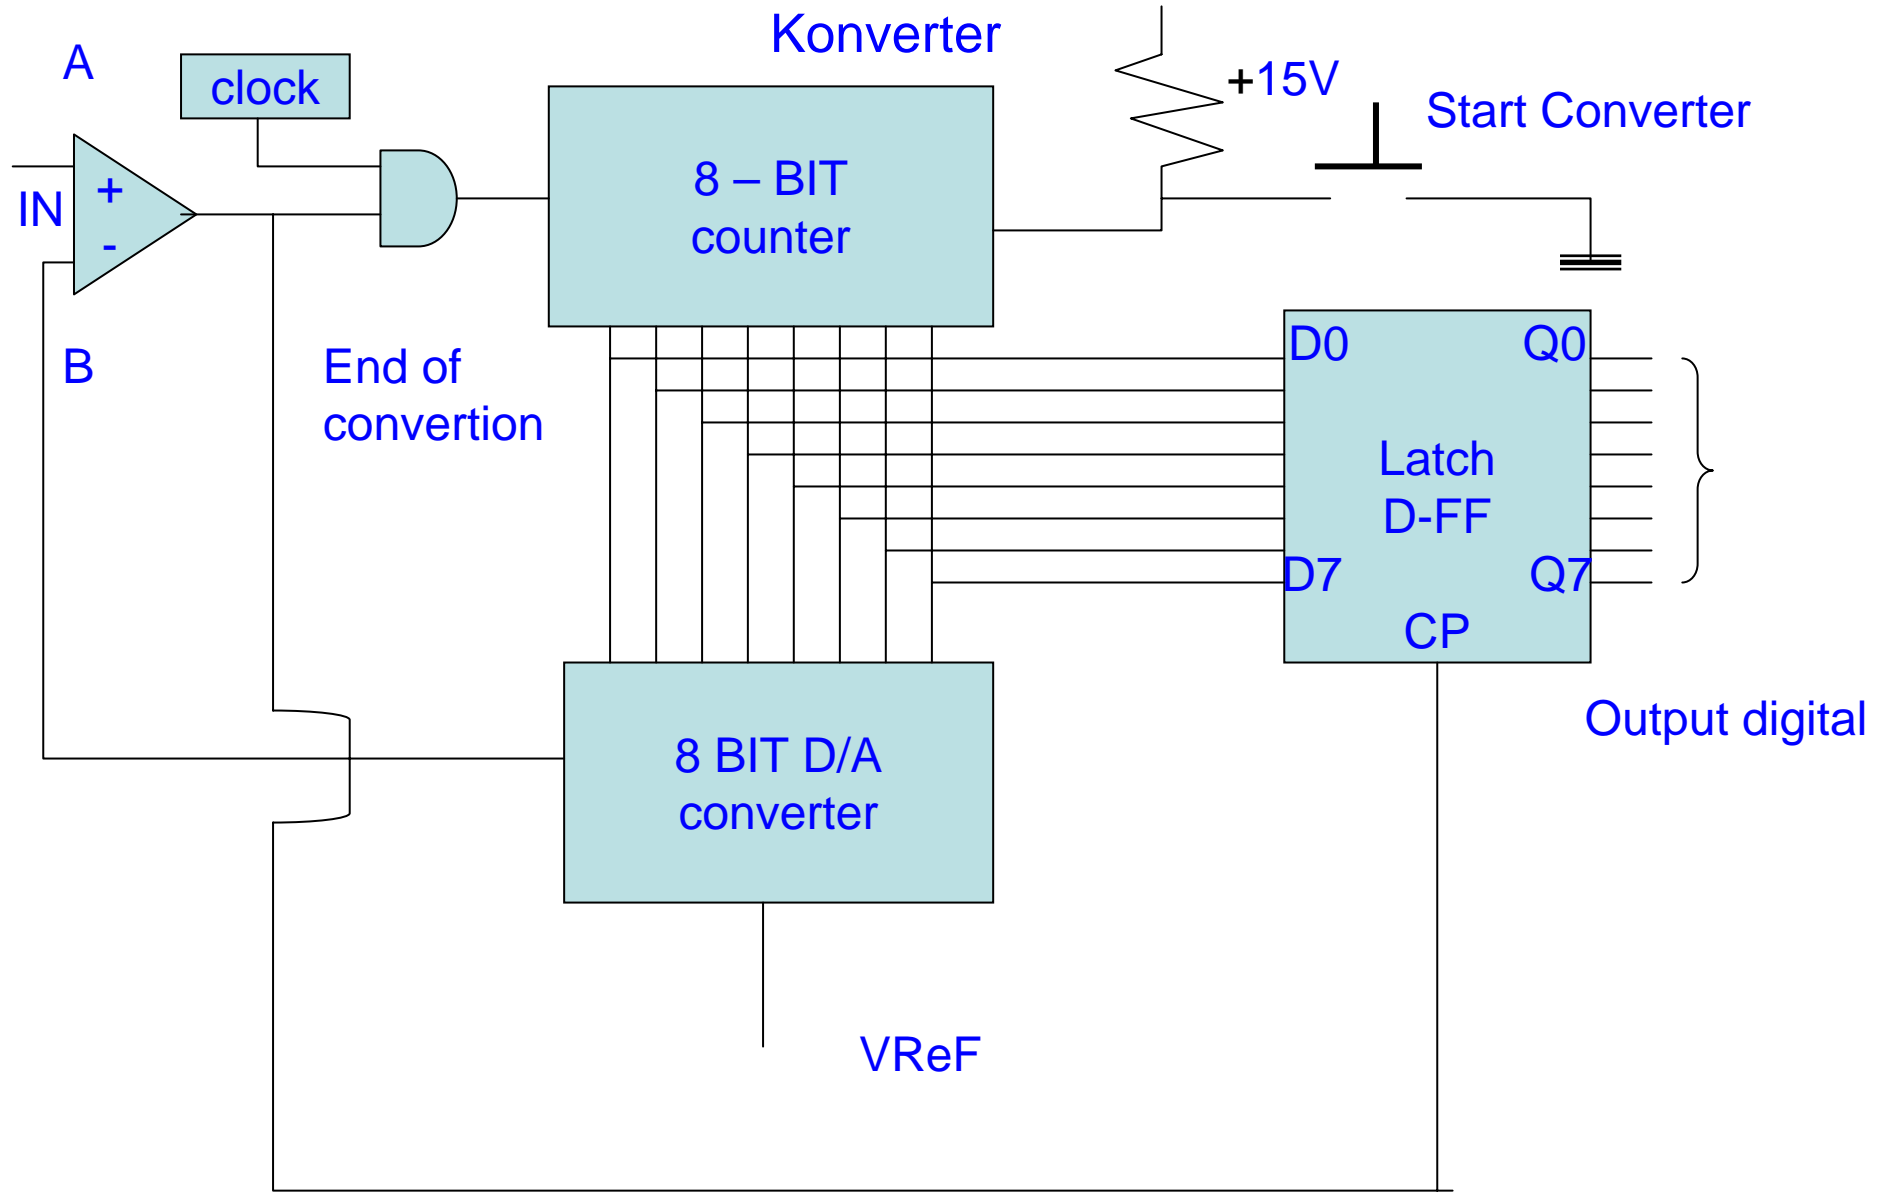 Konverter
A
clock
+15V
Start Converter
8 – BIT
counter
IN
+
-
B
End of
convertion
D0
Q0
Latch
D-FF
D7
Q7
CP
Output digital
8 BIT D/A
converter
VReF